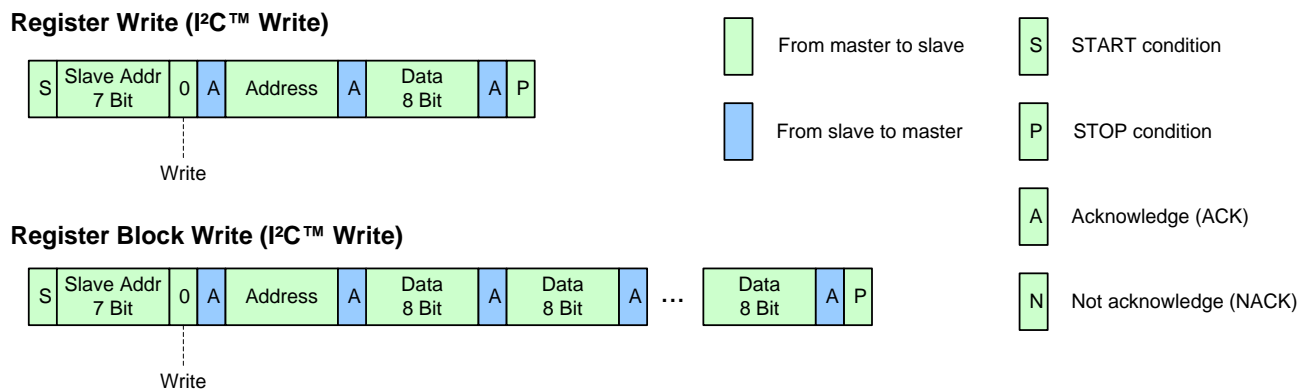 Register Write (I²C™ Write)
S Slave Addr 7 Bit 0 A Address A Data 8 Bit A P
Write
Register Block Write (I²C™ Write)
S Slave Addr 7 Bit 0 A Address A Data 8 Bit A Data 8 Bit A ... Data 8 Bit A P
Write
From master to slave
From slave to master
S START condition
P STOP condition
A Acknowledge (ACK)
N Not acknowledge (NACK)